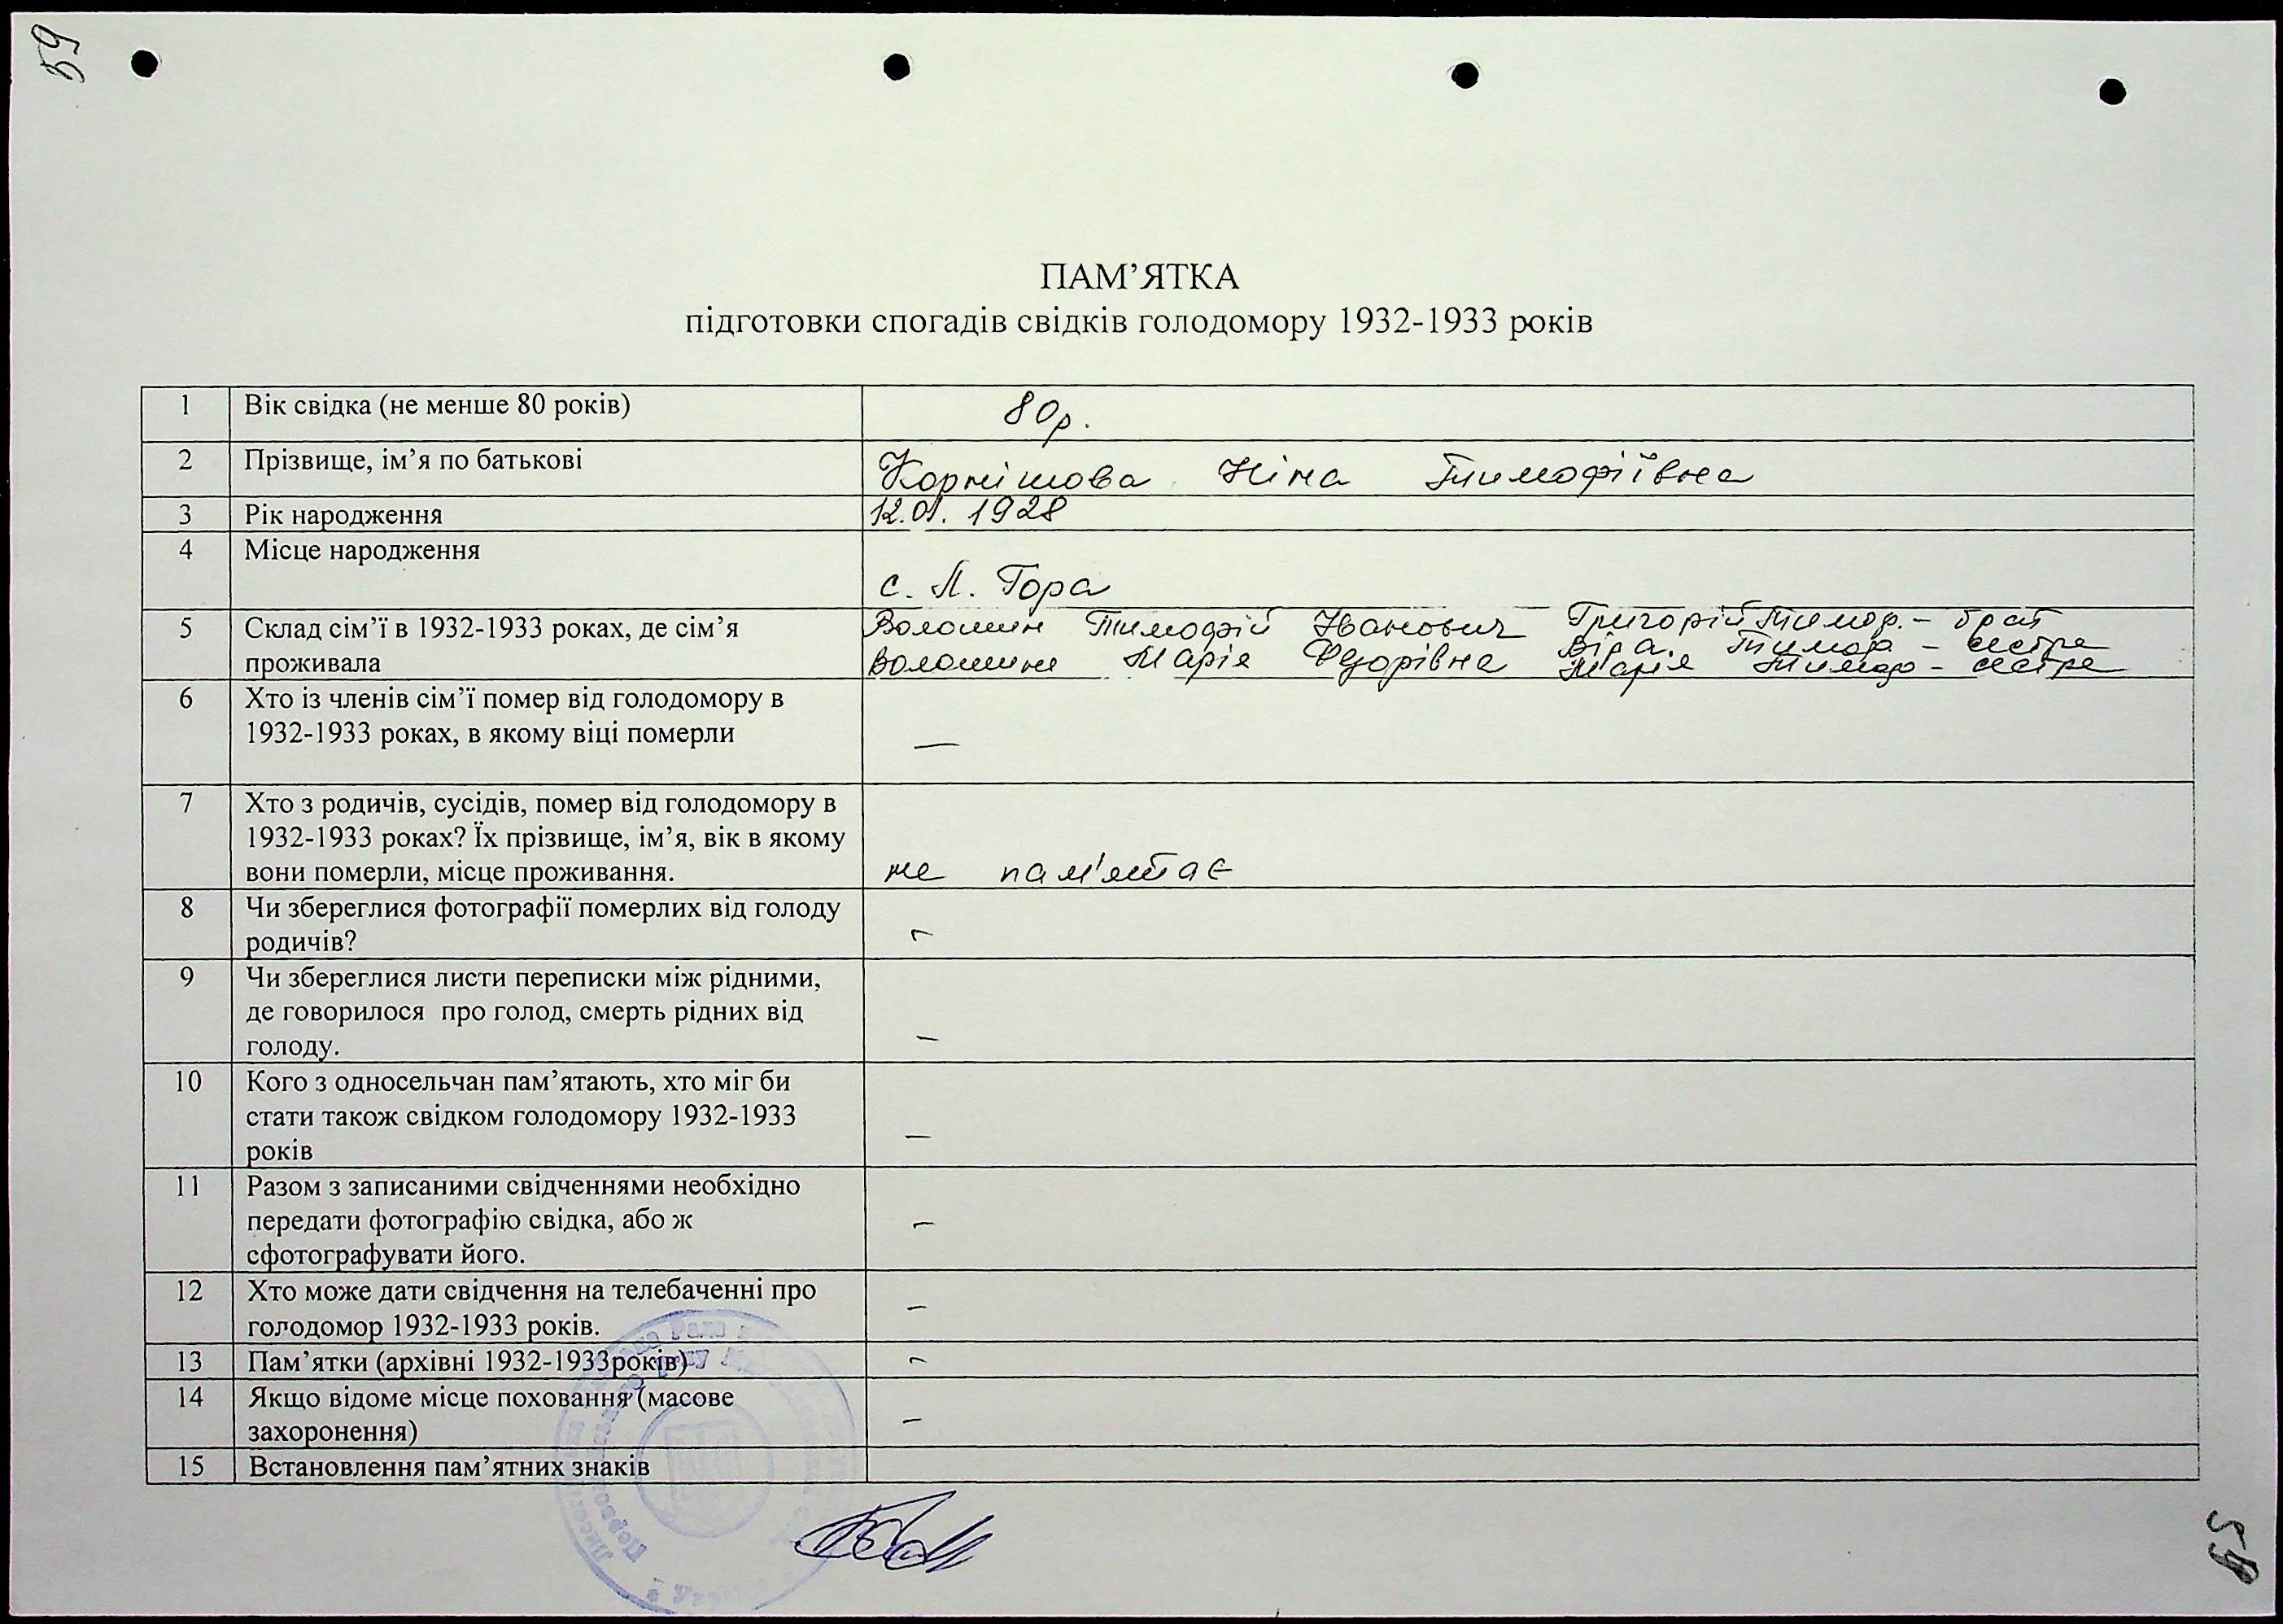 59
ПАМ’ЯТКА
підготовки спогадів свідків голодомору 1932-1933 років
1 Вік свідка (не менше 80 років) 80р.
2 Прізвище, ім’я по батькові Корнішова Ніна Тимофіївна
3 Рік народження 12.01.1928
4 Місце народження
с. Л. Гора
5 Склад сім’ї в 1932-1933 роках, де сім’я Волошин Тимофій Іванович Григорій Тимоф. – брат
Віра Тимоф – сестра
проживала Волошина Марія Федорівна Марія Тимоф – сестра
6 Хто із членів сім’ї помер від голодомору в
1932-1933 роках, в якому віці померли —
7 Хто з родичів, сусідів, помер від голодомору в
1932-1933 роках? Їх прізвище, ім’я, вік в якому
вони померли, місце проживання. не пам'ятає
8 Чи збереглися фотографії померлих від голоду
родичів? –
9 Чи збереглися листи переписки між рідними,
де говорилося про голод, смерть рідних від
голоду. –
10 Кого з односельчан пам’ятають, хто міг би
стати також свідком голодомору 1932-1933
років –
11 Разом з записаними свідченнями необхідно
передати фотографію свідка, або ж –
сфотографувати його.
12 Хто може дати свідчення на телебаченні про –
голодомор 1932-1933 років.
13 Пам’ятки (архівні 1932-1933років) –
14 Якщо відоме місце поховання (масове
захоронення) –
15 Встановлення пам’ятних знаків
58